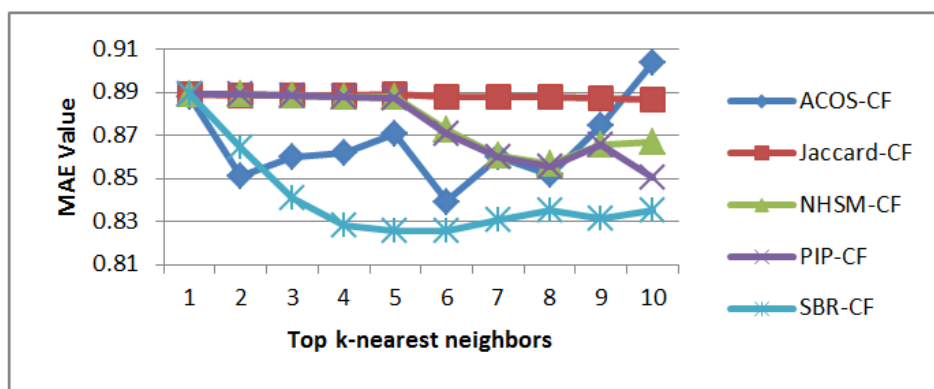 0.91
0.89
0.87
0.85
0.83
0.81
MAE Value
1 2 3 4 5 6 7 8 9 10
Top k-nearest neighbors
ACOS-CF
Jaccard-CF
NHSM-CF
PIP-CF
SBR-CF